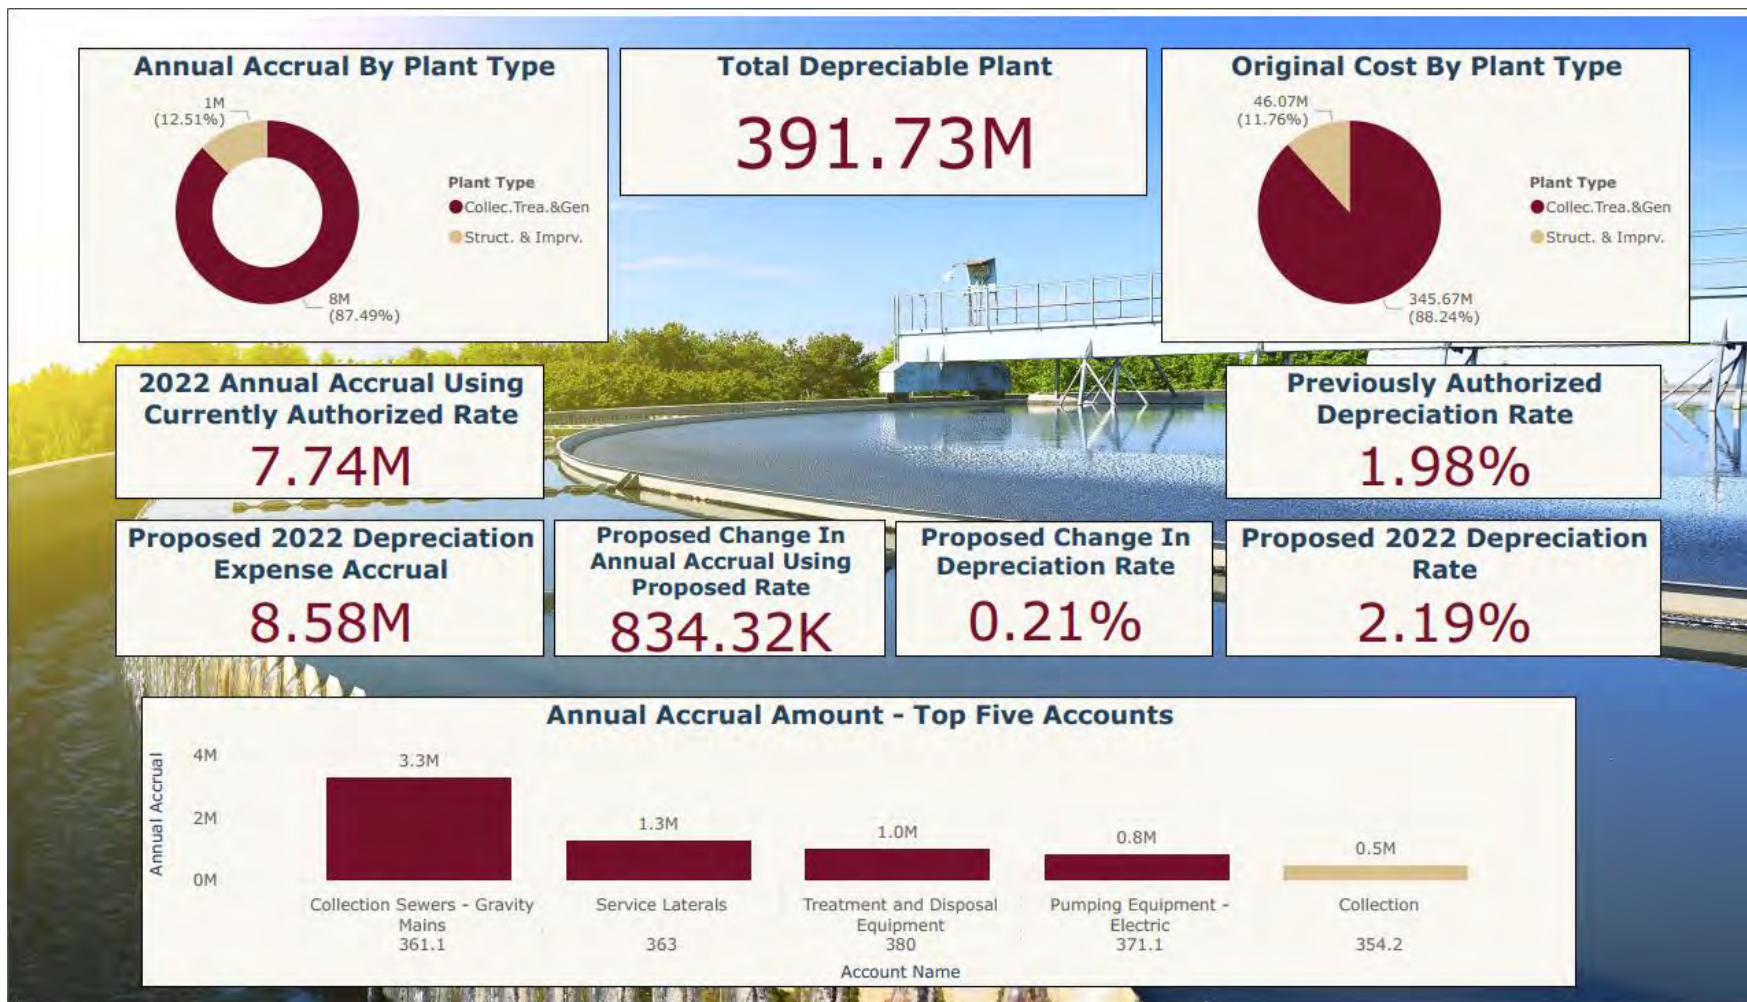 Annual Accrual By Plant Type
1M
(12.51%)
Plant Type
Collec.Trea.&Gen
Struct. & Imprv.
8M
(87.49%)
Total Depreciable Plant
391.73M
Original Cost By Plant Type
46.07M
(11.76%)
Plant Type
Collec.Trea.&Gen
Struct. & Imprv.
345.67M
(88.24%)
2022 Annual Accrual Using
Currently Authorized Rate
7.74M
Previously Authorized
Depreciation Rate
1.98%
Proposed 2022 Depreciation
Expense Accrual
8.58M
Proposed Change In
Annual Accrual Using
Proposed Rate
834.32K
Proposed Change In
Depreciation Rate
0.21%
Proposed 2022 Depreciation
Rate
2.19%
Annual Accrual Amount - Top Five Accounts
Annual Accrual
4M
2M
0M
3.3M
1.3M
1.0M
0.8M
0.5M
Collection Sewers - Gravity
Mains
361.1
Service Laterals
363
Treatment and Disposal
Equipment
380
Pumping Equipment -
Electric
371.1
Collection
354.2
Account Name